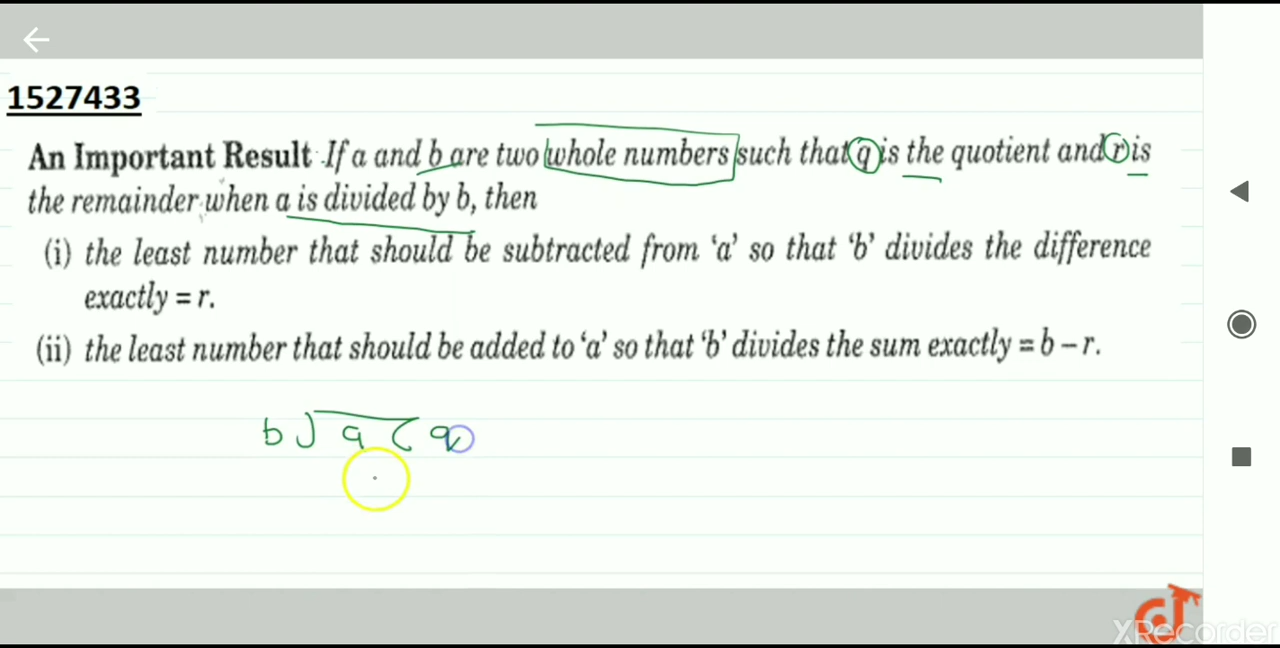 1527433
An Important Result If a and b are two whole numbers such that q is the quotient and r is
the remainder when a is divided by b, then
(i) the least number that should be subtracted from ‘a’ so that ‘b’ divides the difference
exactly = r.
(ii) the least number that should be added to ‘a’ so that ‘b’ divides the sum exactly = b – r.
b ) a ( q
XRecorder